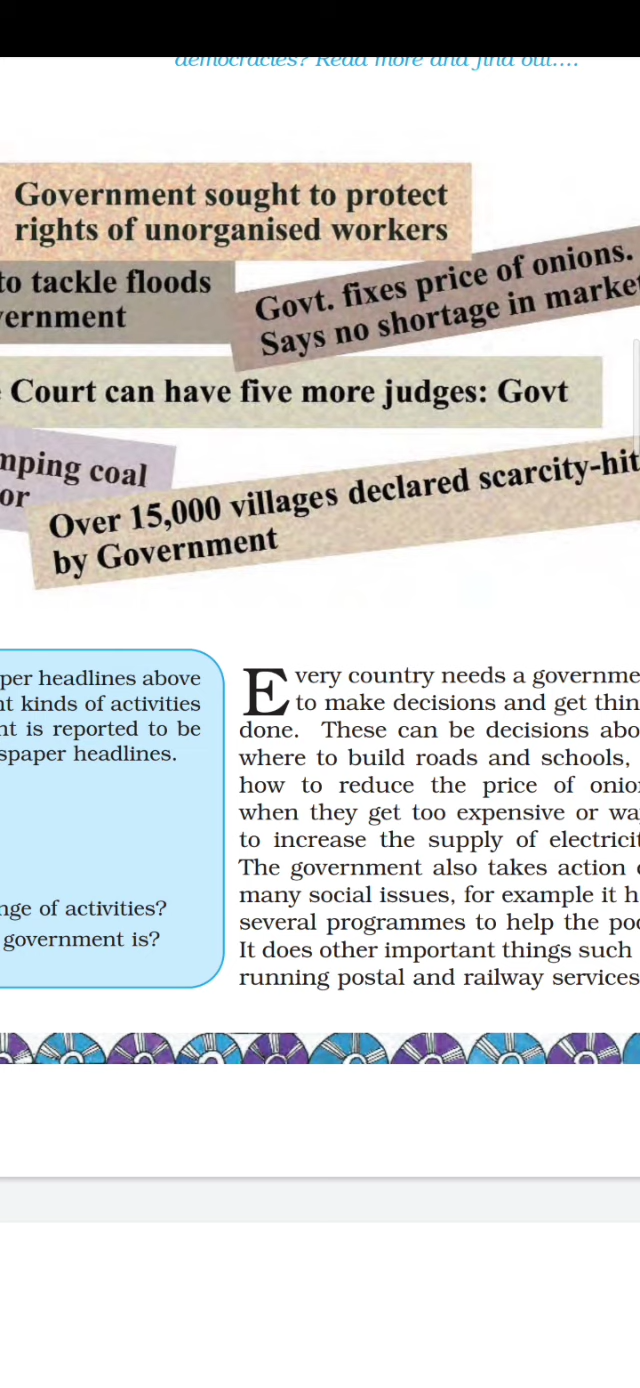 democracies? Read more and find out....
Government sought to protect
rights of unorganised workers
to tackle floods
ernment
Govt. fixes price of onions.
Says no shortage in marke
Court can have five more judges: Govt
mping coal
or
Over 15,000 villages declared scarcity-hit
by Government
per headlines above
nt kinds of activities
nt is reported to be
spaper headlines.
nge of activities?
government is?
Every country needs a governme
to make decisions and get thin
done. These can be decisions abo
where to build roads and schools,
how to reduce the price of onio
when they get too expensive or wa
to increase the supply of electricit
The government also takes action
many social issues, for example it h
several programmes to help the poo
It does other important things such
running postal and railway services